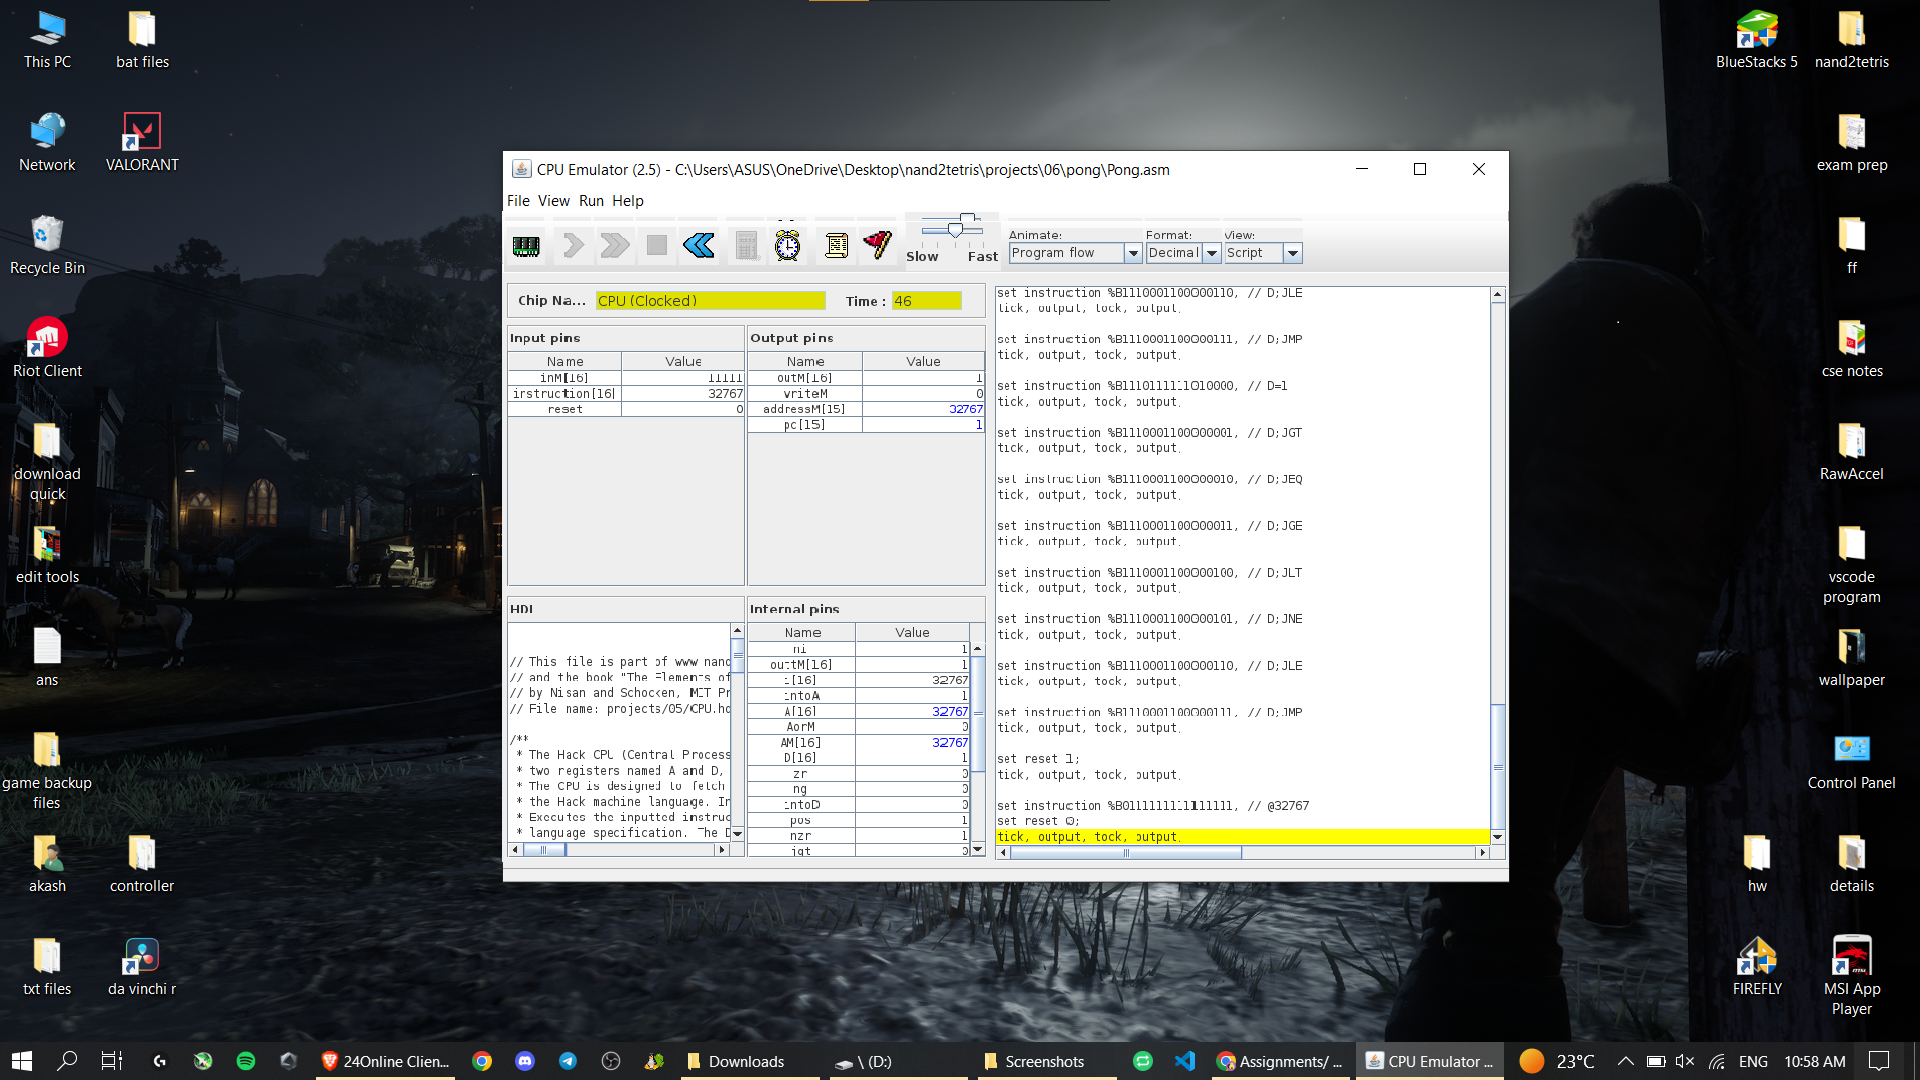 This PC
bat files
Network
VALORANT
Recycle Bin
Riot Client
download
quick
edit tools
ans
game backup
files
akash
controller
txt files
da vinchi r
BlueStacks 5
nand2tetris
exam prep
ff
cse notes
RawAccel
vscode
program
wallpaper
Control Panel
hw
details
FIREFLY
MSI App
Player
CPU Emulator (2.5) - C:\Users\ASUS\OneDrive\Desktop\nand2tetris\projects\06\pong\Pong.asm
File View Run Help
Slow Fast
Animate: Format: View:
Program flow Decimal Script
Chip Na... CPU (Clocked) Time : 46
Input pins
Name Value
inM[16] 11111
instruction[16] 32767
reset 0
Output pins
Name Value
outM[16] 1
writeM 0
addressM[15] 32767
pc[15] 1
HDL
// This file is part of www.nand
// and the book "The Elements of
// by Nisan and Schocken, MIT Pr
// File name: projects/05/CPU.hd
/**
* The Hack CPU (Central Process
* two registers named A and D,
* The CPU is designed to fetch
* the Hack machine language. In
* Executes the inputted instruc
* language specification. The D
Internal pins
Name Value
ni 1
outtM[16] 1
i[16] 32767
intoA 1
A[16] 32767
AorM 0
AM[16] 32767
D[16] 1
zr 0
ng 0
intoD 0
pos 1
nzr 1
jgt 0
set instruction %B1110001100000110, // D;JLE
tick, output, tock, output;
set instruction %B1110001100000111, // D;JMP
tick, output, tock, output;
set instruction %B1110111111010000, // D=1
tick, output, tock, output;
set instruction %B1110001100000001, // D;JGT
tick, output, tock, output;
set instruction %B1110001100000010, // D;JEQ
tick, output, tock, output;
set instruction %B1110001100000011, // D;JGE
tick, output, tock, output;
set instruction %B1110001100000100, // D;JLT
tick, output, tock, output;
set instruction %B1110001100000101, // D;JNE
tick, output, tock, output;
set instruction %B1110001100000110, // D;JLE
tick, output, tock, output;
set instruction %B1110001100000111, // D;JMP
tick, output, tock, output;
set reset 1;
tick, output, tock, output;
set instruction %B0111111111111111, // @32767
set reset 0;
tick, output, tock, output;
24Online Clien...
Downloads
\ (D:)
Screenshots
Assignments/ ...
CPU Emulator ...
23°C
ENG
10:58 AM